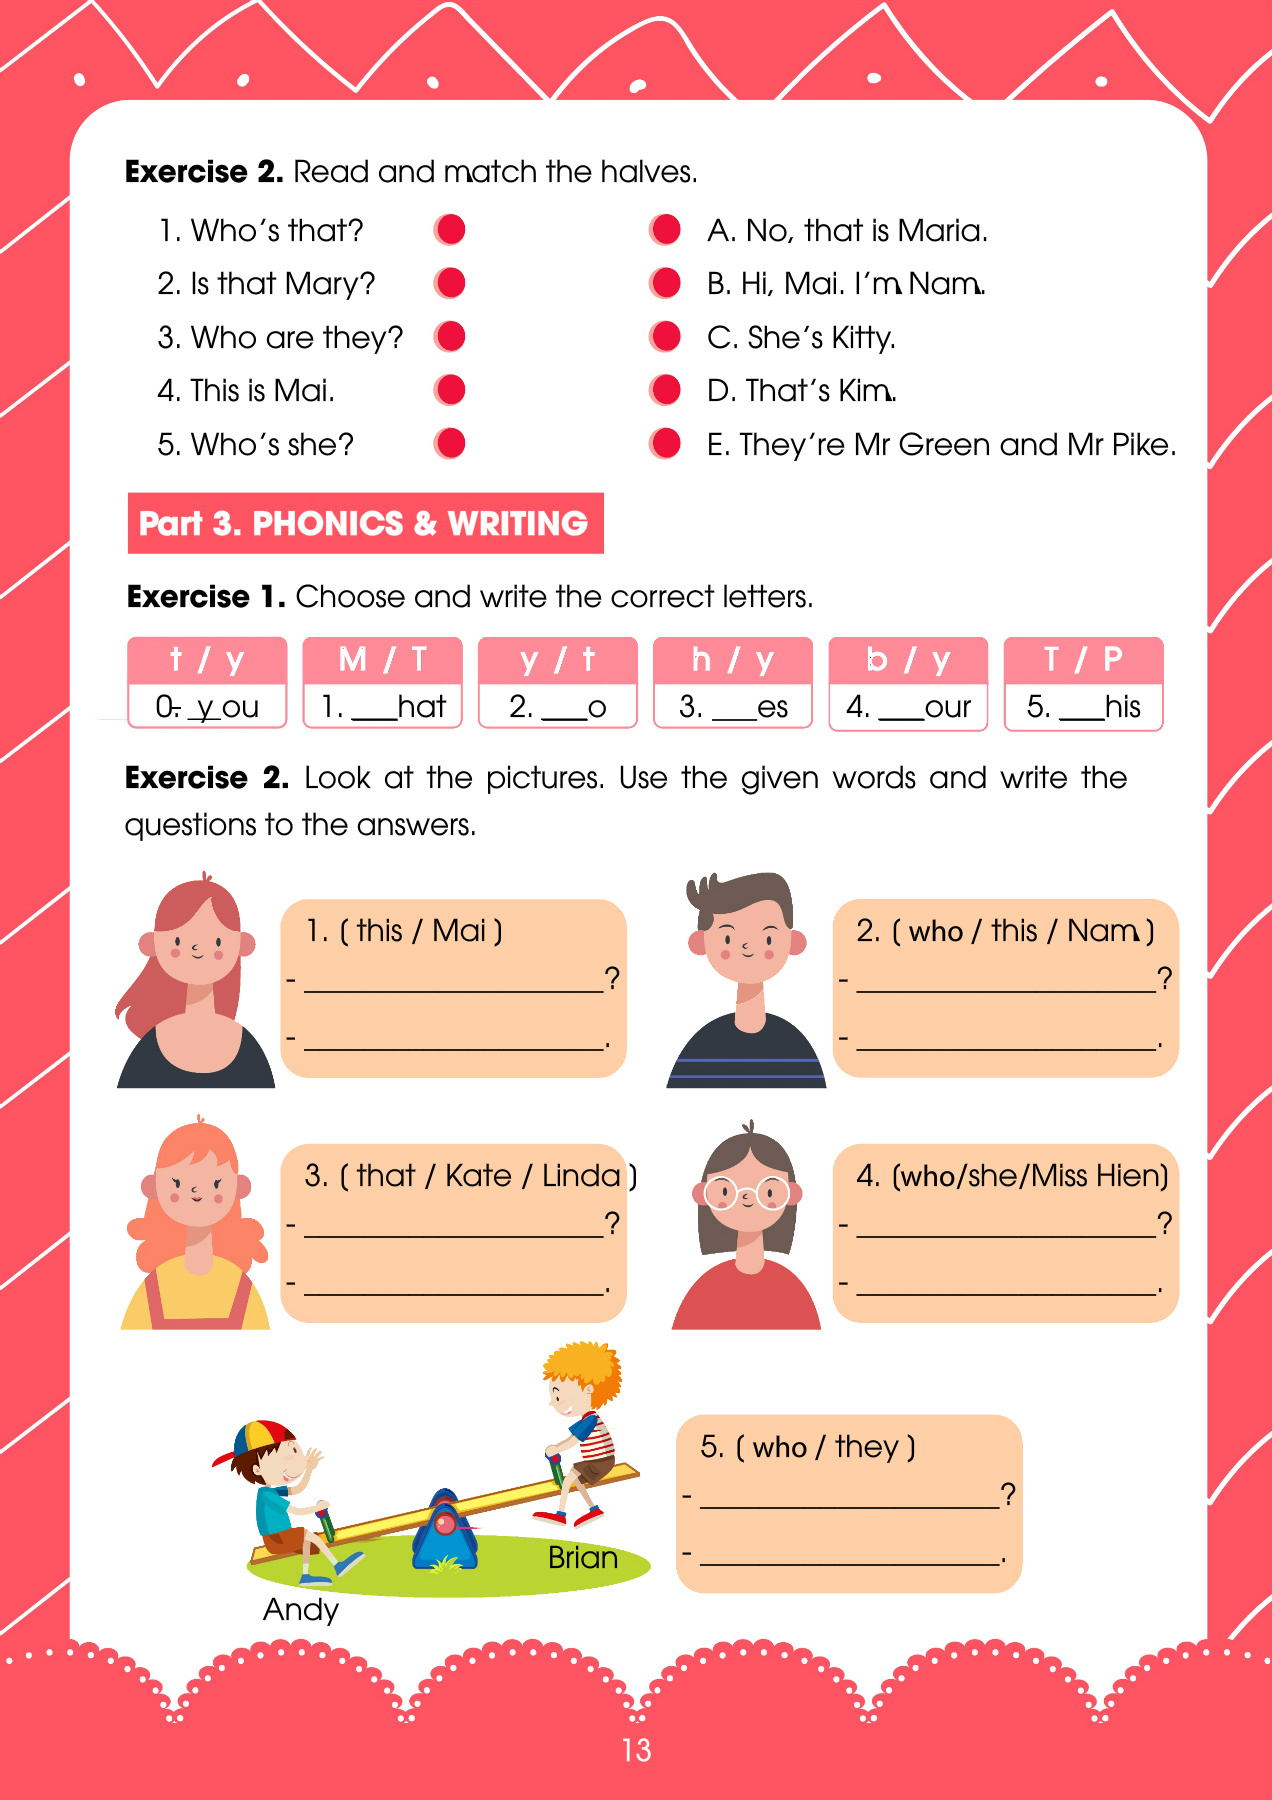 Exercise 2. Read and match the halves.
1. Who's that?
A. No, that is Maria.
2. Is that Mary?
B. Hi, Mai. I'm Nam.
3. Who are they?
C. She's Kitty.
4. This is Mai.
D. That's Kim.
5. Who's she?
E. They're Mr Green and Mr Pike.
Part 3. PHONICS & WRITING
Exercise 1. Choose and write the correct letters.
t / y
M / T
y / t
h / y
b / y
T / P
0. _y_ou
1. ___hat
2. ___o
3. ___es
4. ___our
5. ___his
Exercise 2. Look at the pictures. Use the given words and write the
questions to the answers.
1. ( this / Mai )
- ____________________?
- ____________________.
2. ( who / this / Nam )
- ____________________?
- ____________________.
3. ( that / Kate / Linda )
- ____________________?
- ____________________.
4. (who/she/Miss Hien)
- ____________________?
- ____________________.
5. ( who / they )
- ____________________?
- ____________________.
Brian
Andy
13